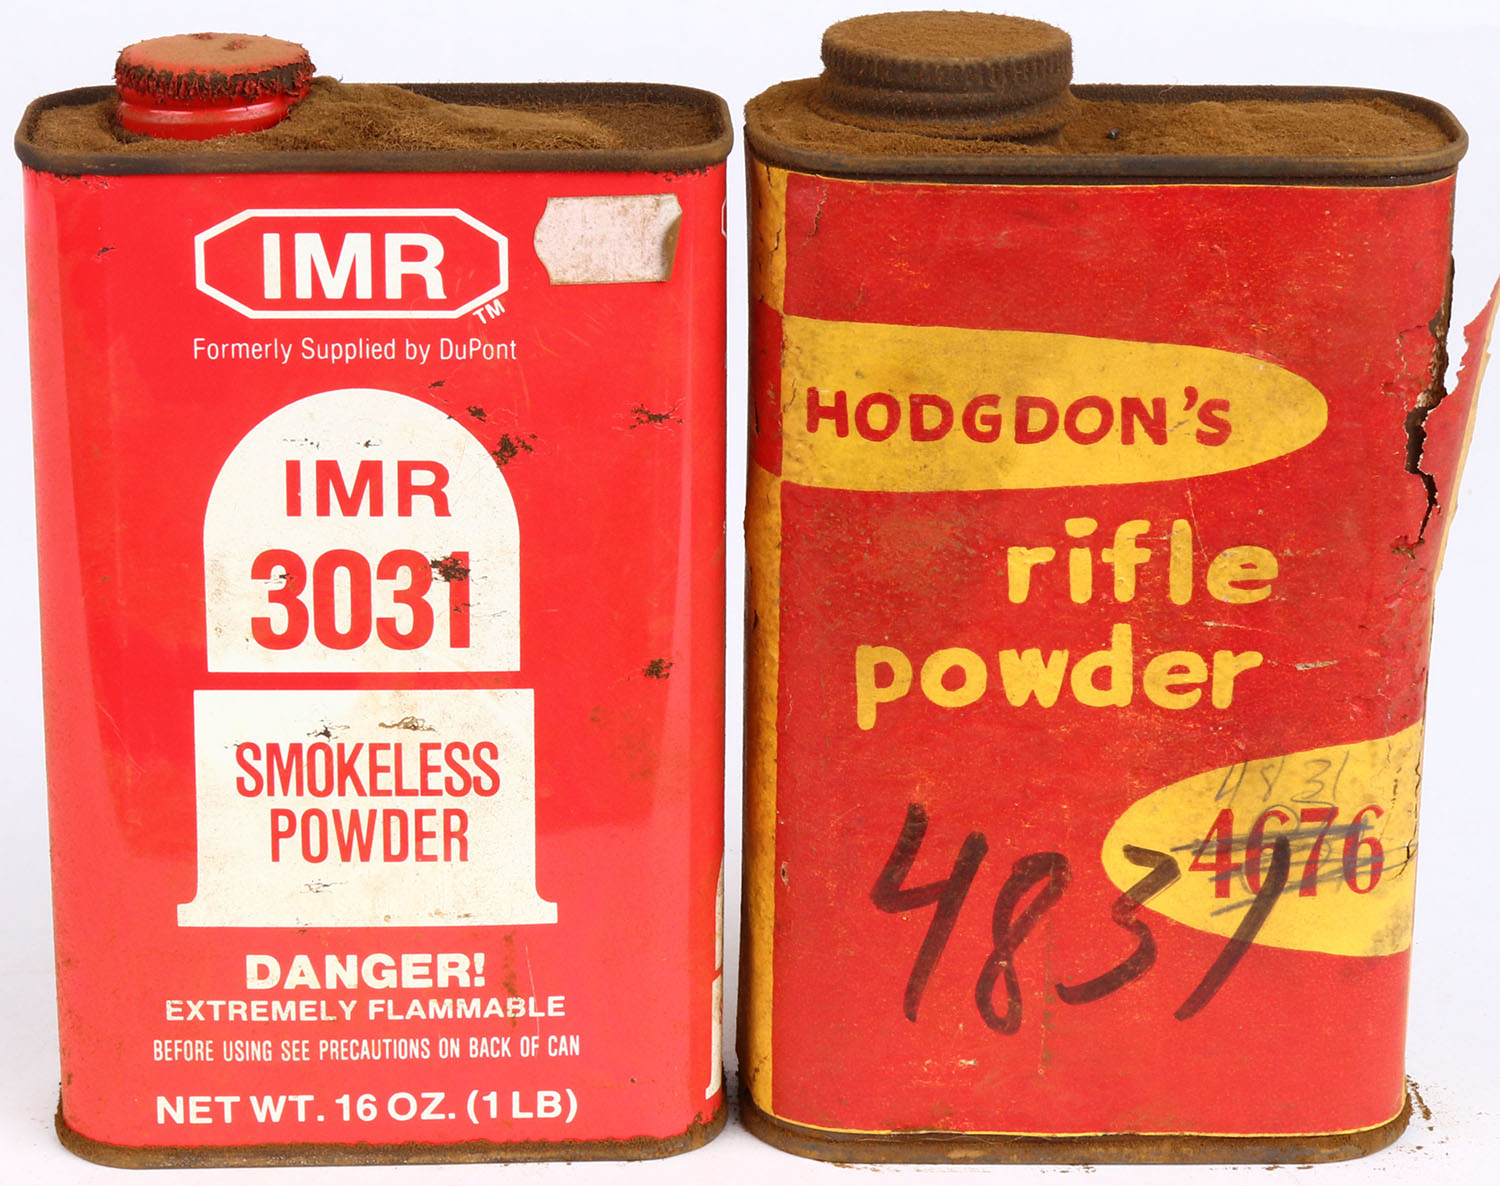 IMR
TM
Formerly Supplied by DuPont
IMR
3031
SMOKELESS
POWDER
DANGER!
EXTREMELY FLAMMABLE
BEFORE USING SEE PRECAUTIONS ON BACK OF CAN
NET WT. 16 OZ. (1 LB)
HODGDON'S
rifle
powder
4831
4676
4831